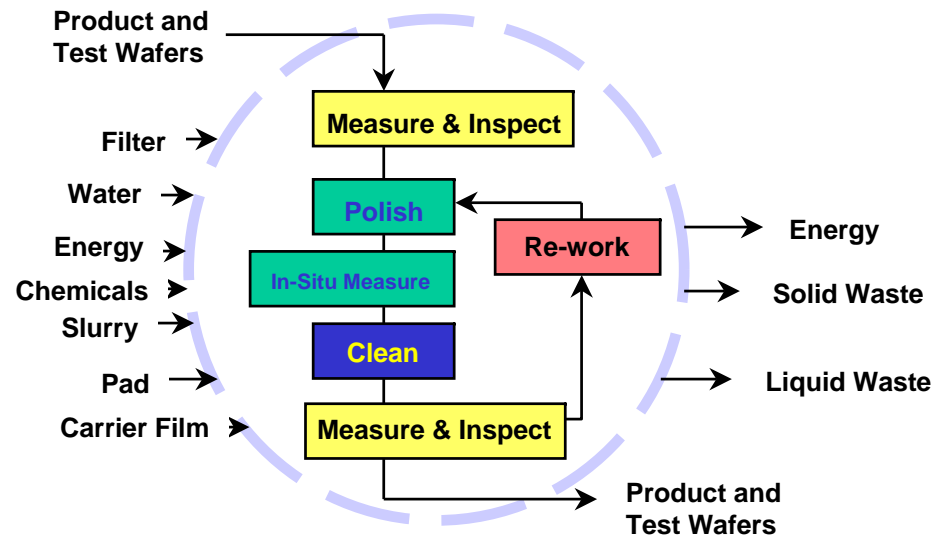 Product and
Test Wafers
Measure & Inspect
Filter
Water
Polish
Energy
Re-work
Energy
In-Situ Measure
Chemicals
Solid Waste
Slurry
Clean
Pad
Liquid Waste
Carrier Film
Measure & Inspect
Product and
Test Wafers